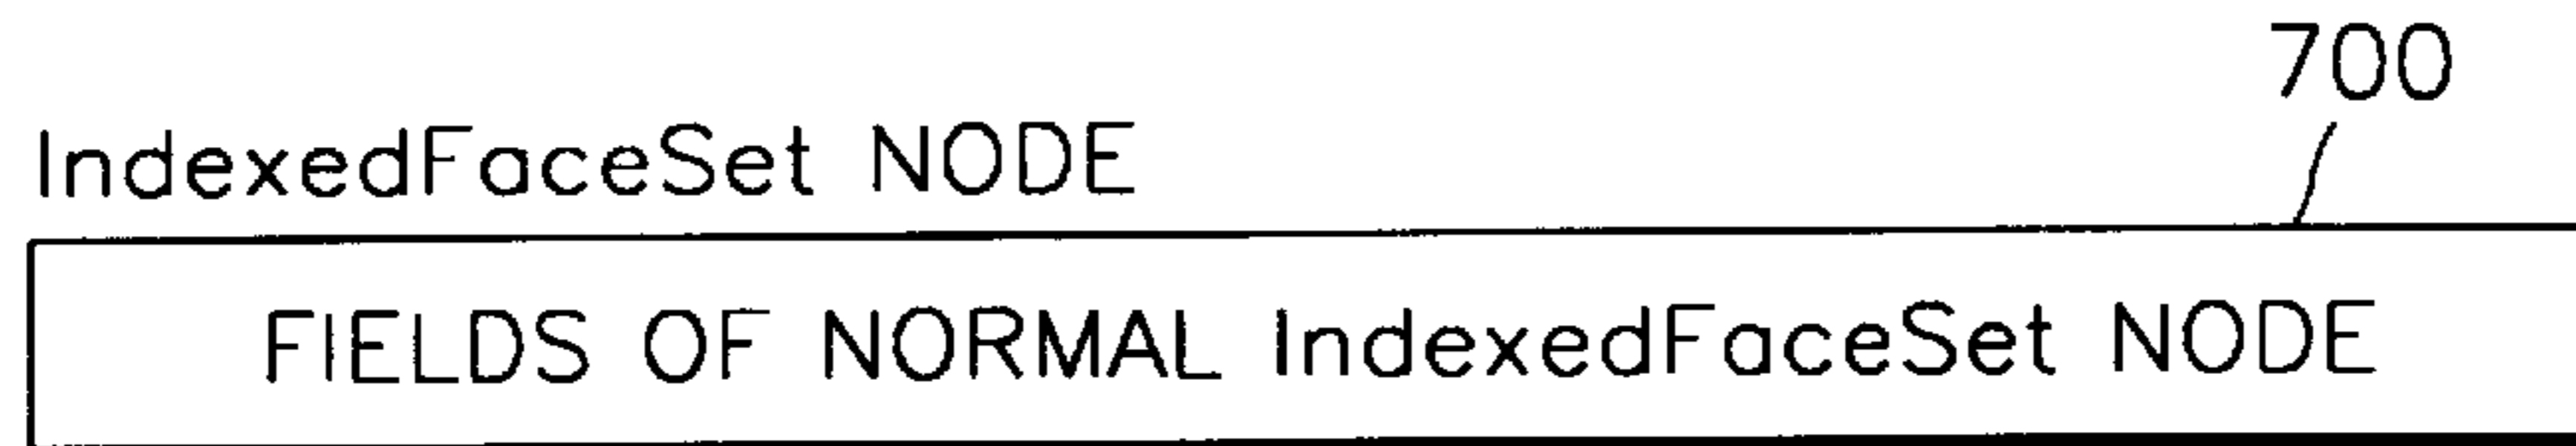 700
IndexedFaceSet NODE
FIELDS OF NORMAL IndexedFaceSet NODE